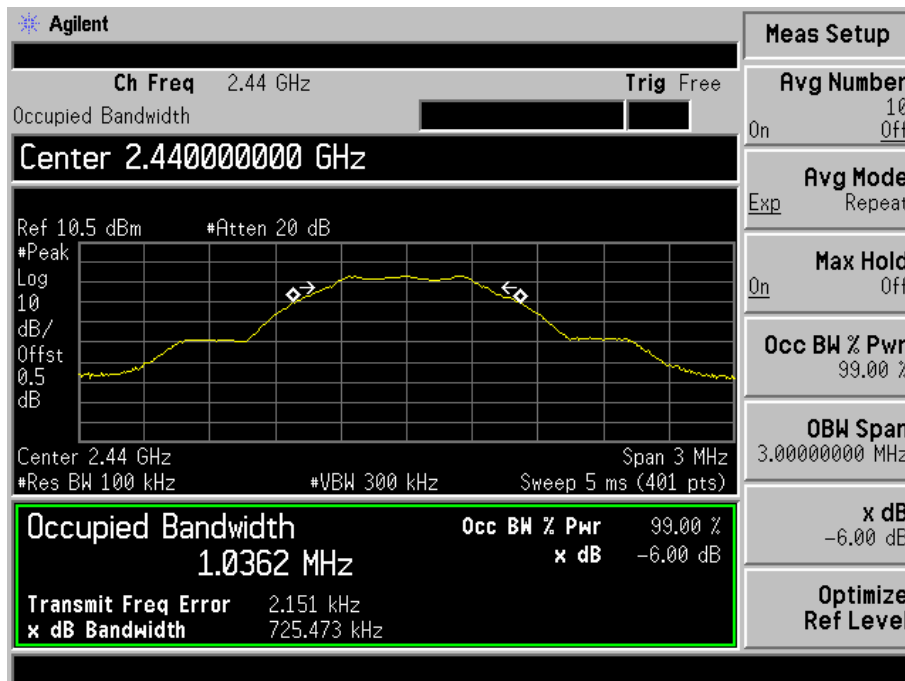 Agilent
Ch Freq 2.44 GHz Trig Free
Occupied Bandwidth
Center 2.440000000 GHz
Ref 10.5 dBm #Atten 20 dB
#Peak
Log
10
dB/
Offst
0.5
dB
Center 2.44 GHz Span 3 MHz
#Res BW 100 kHz #VBW 300 kHz Sweep 5 ms (401 pts)
Occupied Bandwidth Occ BW % Pwr 99.00 %
1.0362 MHz x dB -6.00 dB
Transmit Freq Error 2.151 kHz
x dB Bandwidth 725.473 kHz
Meas Setup
Avg Number
10
On Off
Avg Mode
Exp Repeat
Max Hold
On Off
Occ BW % Pwr
99.00 %
OBW Span
3.00000000 MHz
x dB
-6.00 dB
Optimize
Ref Level